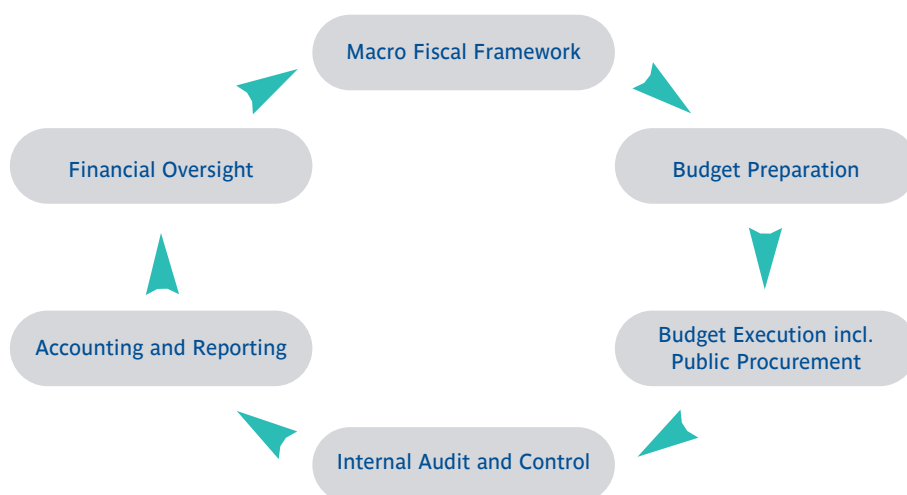 Macro Fiscal Framework
Financial Oversight
Budget Preparation
Accounting and Reporting
Budget Execution incl.
Public Procurement
Internal Audit and Control